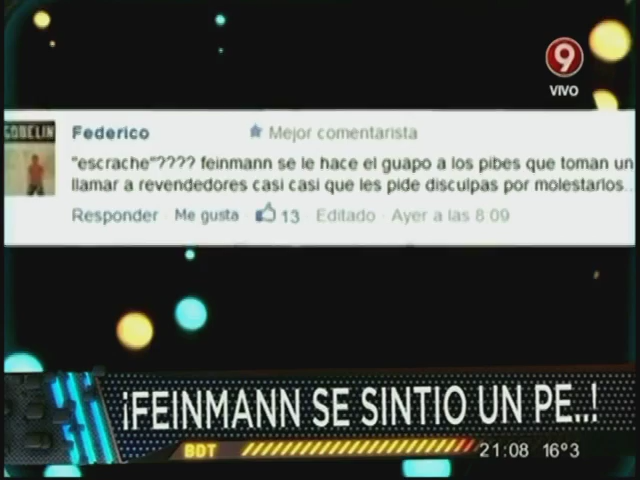 9
VIVO
GOBELIN
Federico ★ Mejor comentarista
"escrache"???? feinmann se le hace el guapo a los pibes que toman un
llamar a revendedores casi casi que les pide disculpas por molestarlos..
Responder · Me gusta · 13 · Editado · Ayer a las 8:09
¡FEINMANN SE SINTIO UN PE..!
BDT
21:08 16°3